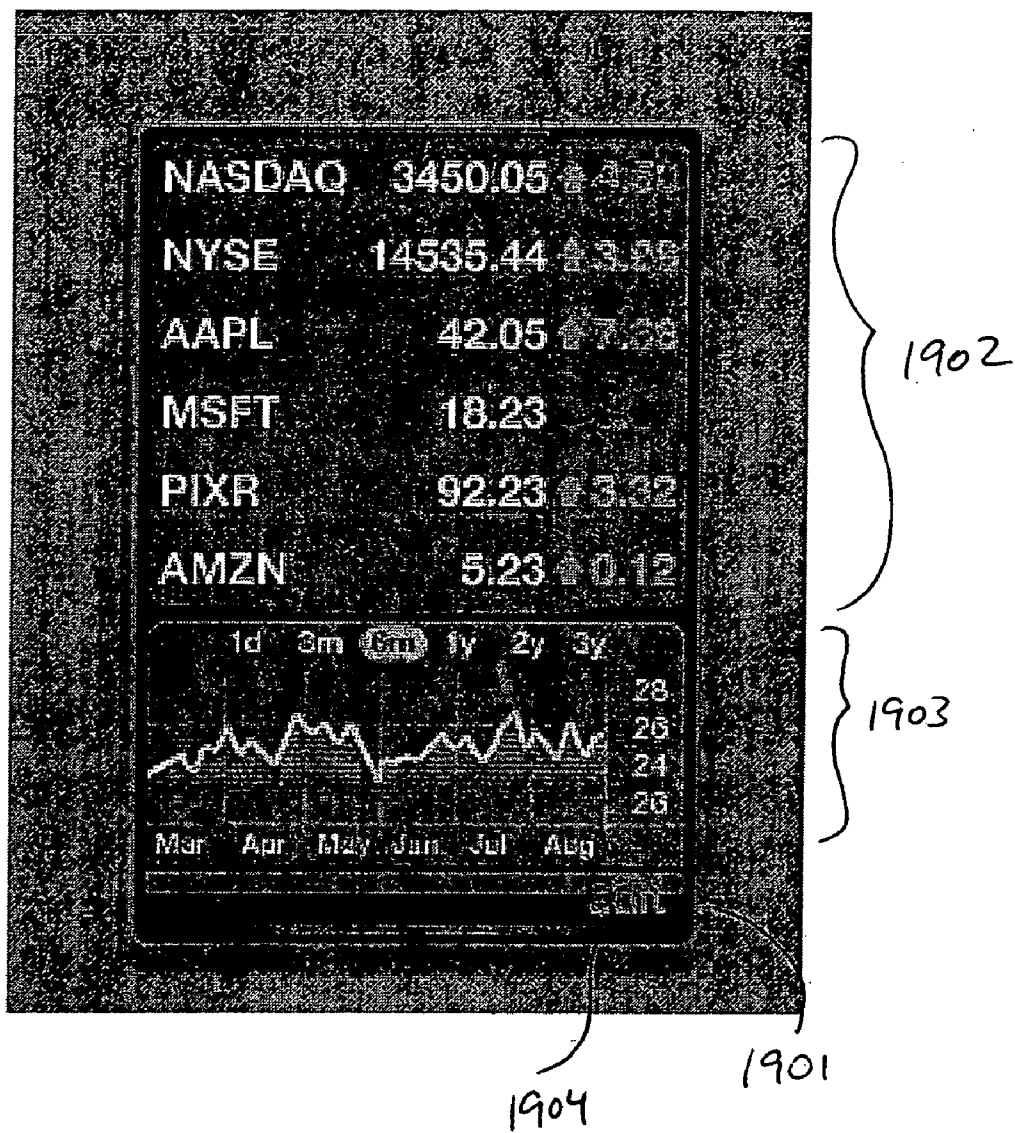 NASDAQ 3450.05 4.50
NYSE 14535.44
AAPL 42.05
MSFT 18.23
PIXR 92.23 3.32
AMZN 5.23 0.12
1902
1d 3m 6m 1y 2y 3y
28
26
24
1903
Mar Apr May Jun Jul Aug
1904
1901